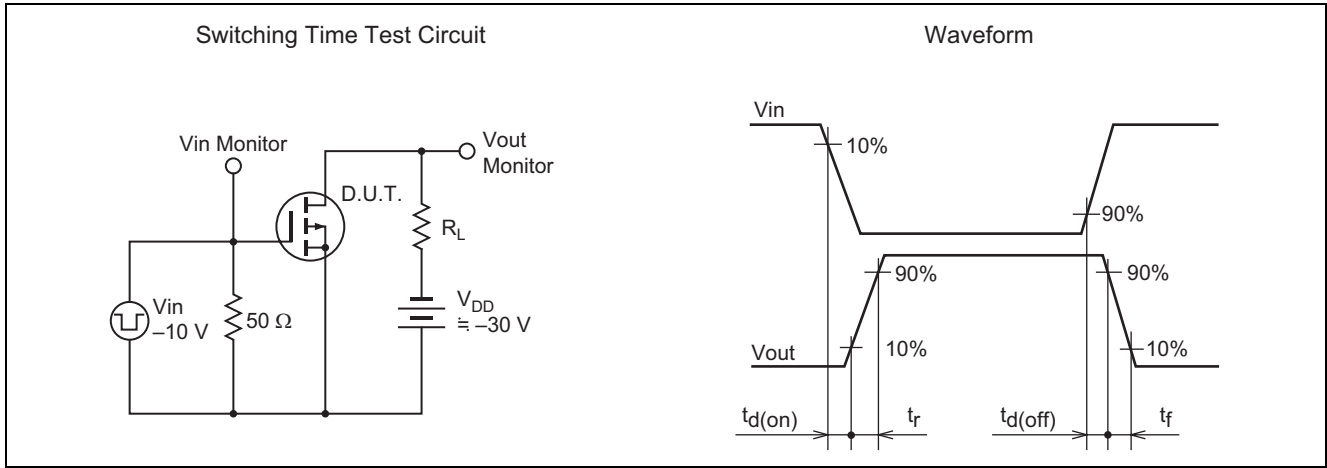 Switching Time Test Circuit
Vin Monitor
Vout
Monitor
D.U.T.
RL
Vin
–10 V
50 Ω
VDD
≒ –30 V
Waveform
Vin
10%
90%
90%
90%
Vout
10%
10%
td(on)
tr
td(off)
tf